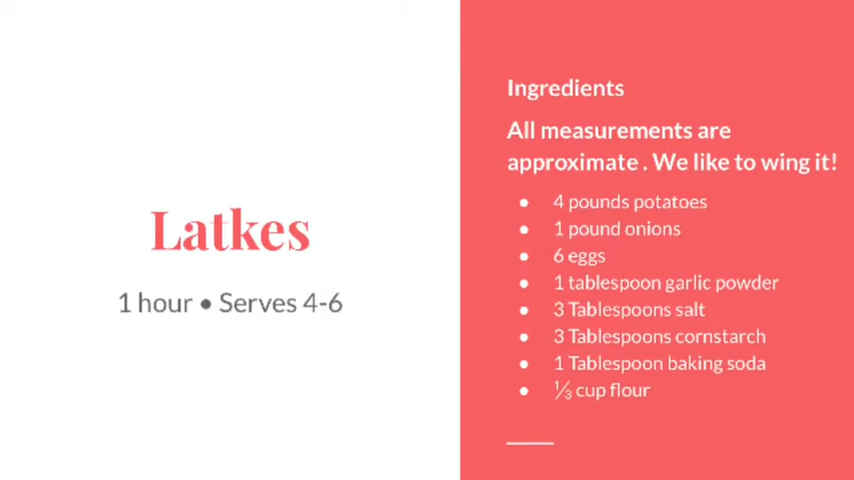 Latkes
1 hour • Serves 4-6
Ingredients
All measurements are
approximate . We like to wing it!
● 4 pounds potatoes
● 1 pound onions
● 6 eggs
● 1 tablespoon garlic powder
● 3 Tablespoons salt
● 3 Tablespoons cornstarch
● 1 Tablespoon baking soda
● ⅓ cup flour